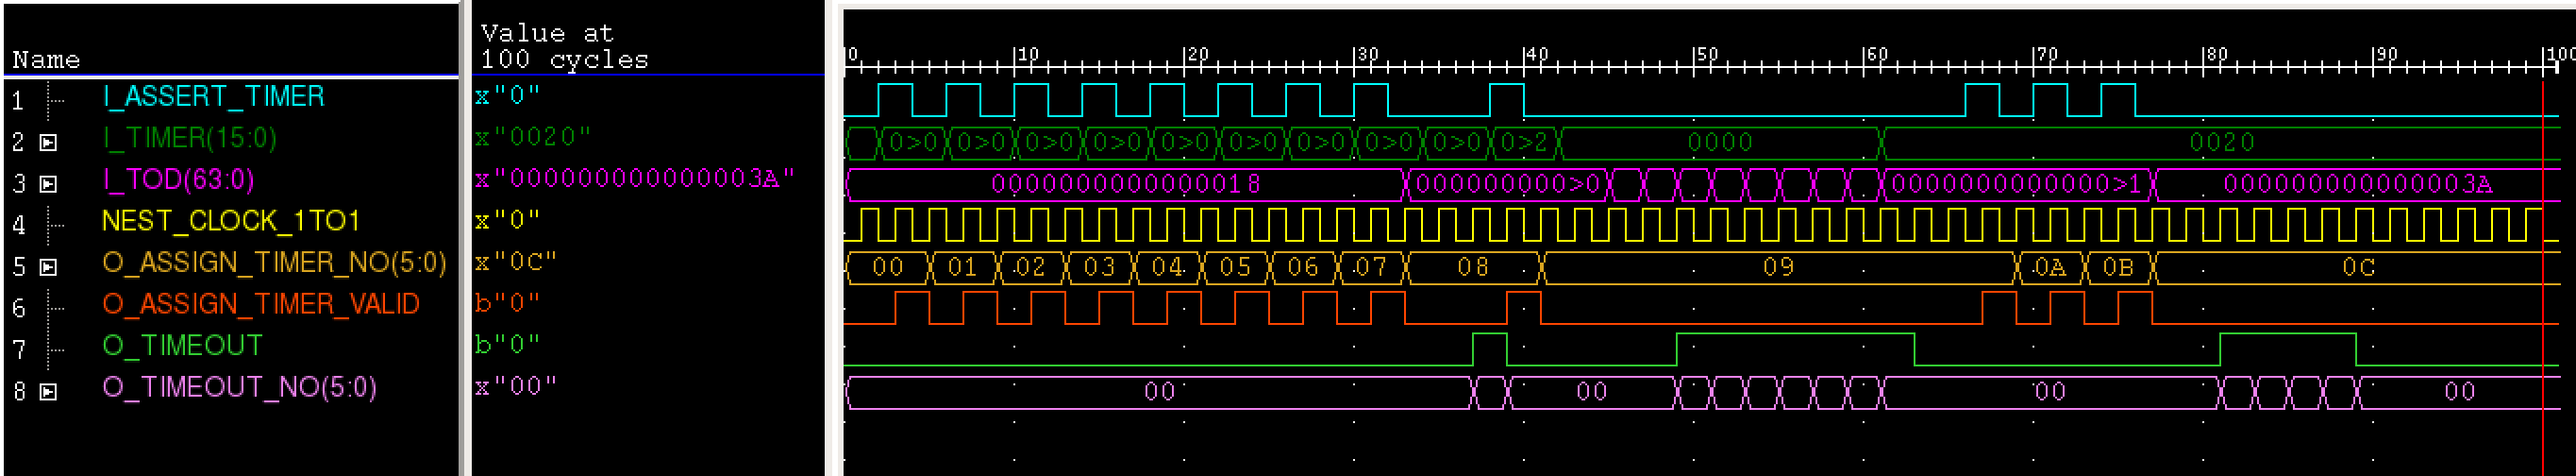 Value at
Name 100 cycles
0 10 20 30 40 50 60 70 80 90 100
1 I_ASSERT_TIMER x"0"
2 I_TIMER(15:0) x"0020" 0>0 0>0 0>0 0>0 0>0 0>0 0>0 0>0 0>0 0>2 0000 0020
3 I_TOD(63:0) x"000000000000003A" 0000000000000018 000000000>0 0000000000000>1 000000000000003A
4 NEST_CLOCK_1TO1 x"0"
5 O_ASSIGN_TIMER_NO(5:0) x"0C" 00 01 02 03 04 05 06 07 08 09 0A 0B 0C
6 O_ASSIGN_TIMER_VALID b"0"
7 O_TIMEOUT b"0"
8 O_TIMEOUT_NO(5:0) x"00" 00 00 00 00